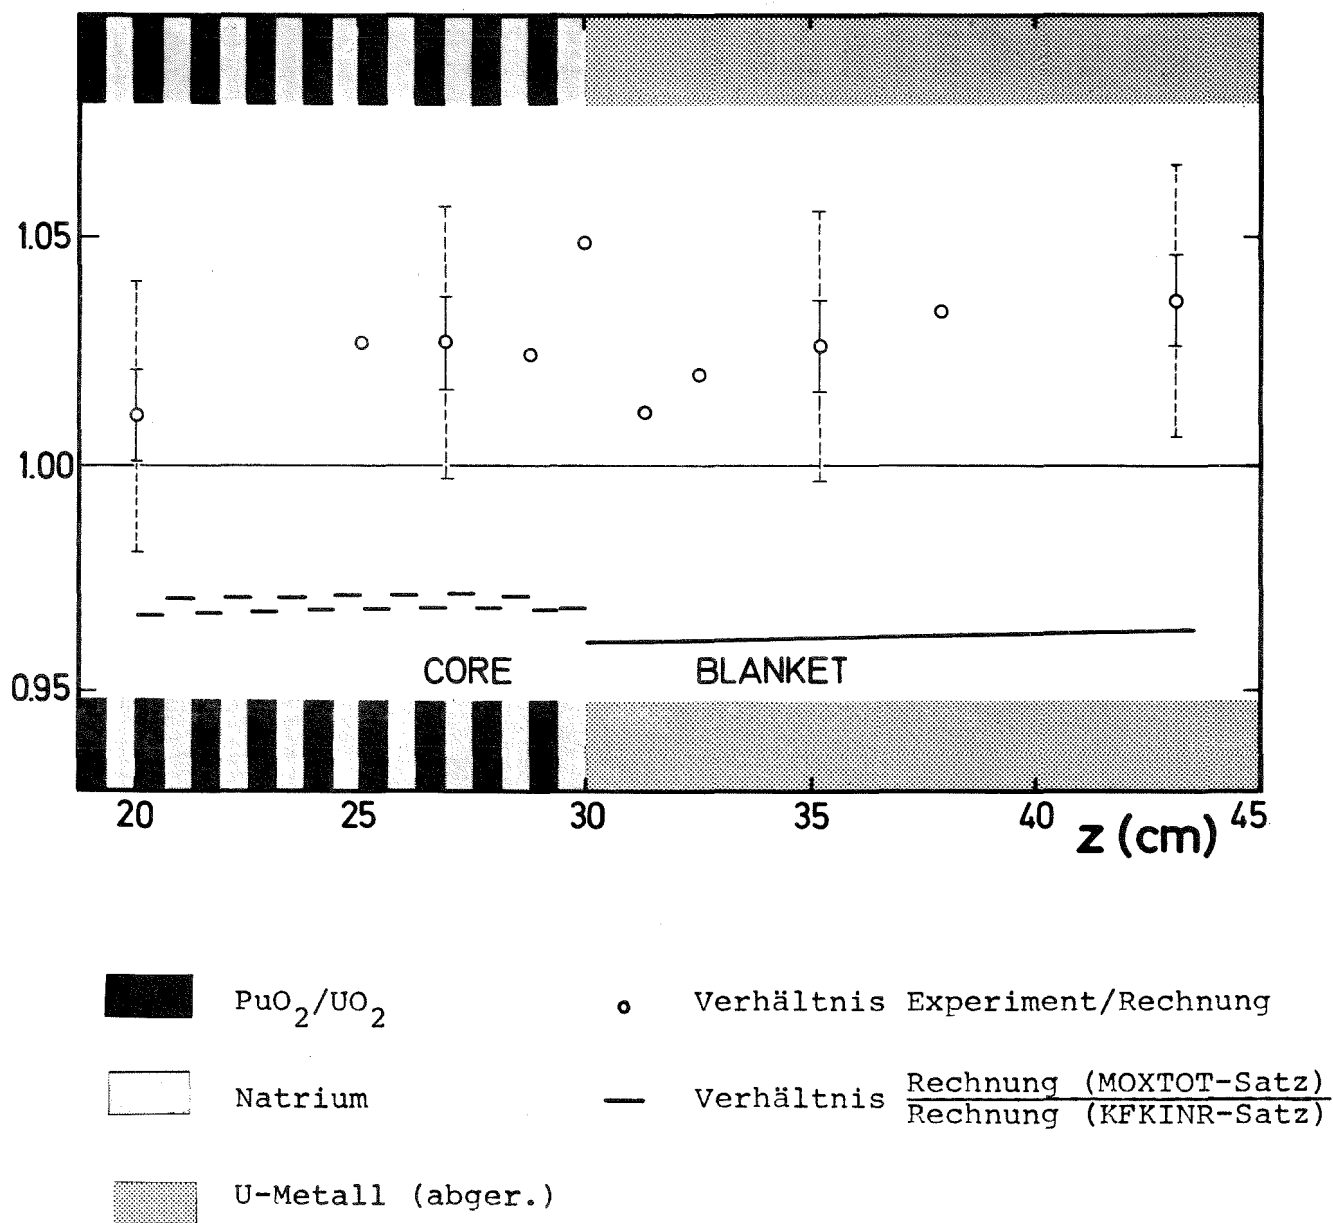 1.05
1.00
0.95
CORE BLANKET
20 25 30 35 40 45
z (cm)
PuO2/UO2
Verhältnis Experiment/Rechnung
Natrium
Verhältnis Rechnung (MOXTOT-Satz)
Rechnung (KFKINR-Satz)
U-Metall (abger.)